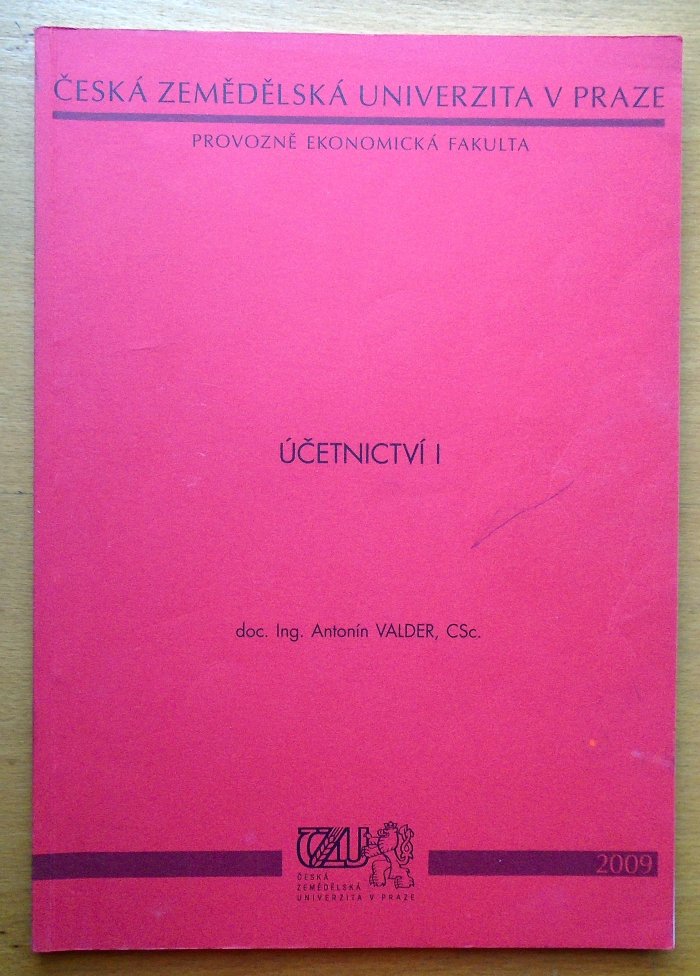 ČESKÁ ZEMĚDĚLSKÁ UNIVERZITA V PRAZE
PROVOZNĚ EKONOMICKÁ FAKULTA
ÚČETNICTVÍ I
doc. Ing. Antonín VALDER, CSc.
ČZU
ČESKÁ
ZEMĚDĚLSKÁ
UNIVERZITA V PRAZE
2009